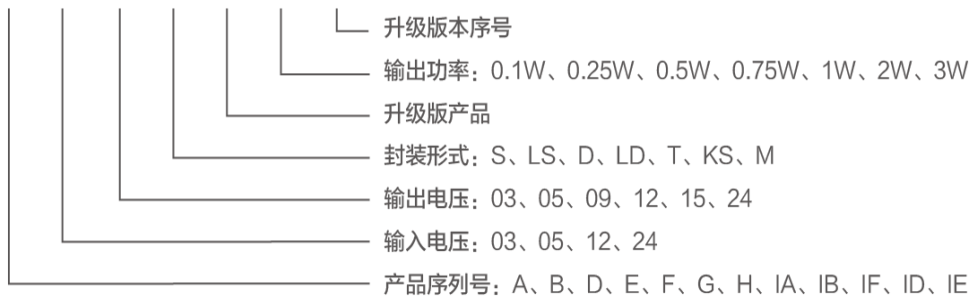 升级版本序号
输出功率：0.1W、0.25W、0.5W、0.75W、1W、2W、3W
升级版产品
封装形式：S、LS、D、LD、T、KS、M
输出电压：03、05、09、12、15、24
输入电压：03、05、12、24
产品序列号：A、B、D、E、F、G、H、IA、IB、IF、ID、IE